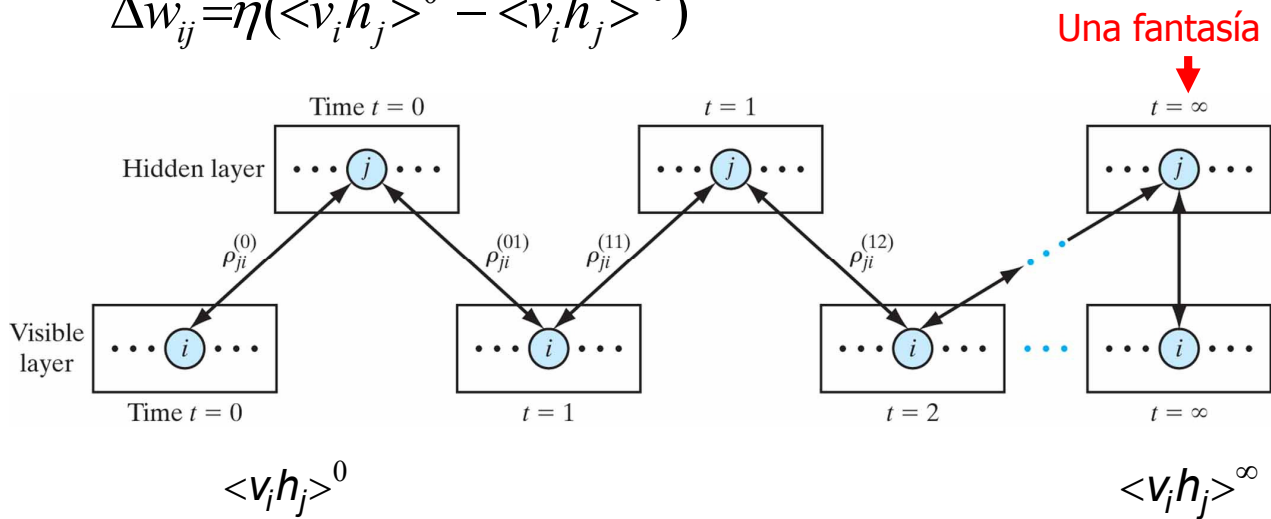 Δw_ij = η(<v_i h_j>^0 − <v_i h_j> )
Una fantasía
Time t = 0 t = 1 t = ∞
Hidden layer ••• j ••• ••• j ••• ••• j •••
ρ_ji^(0) ρ_ji^(01) ρ_ji^(11) ρ_ji^(12)
Visible
layer ••• i ••• ••• i ••• ••• i ••• ••• ••• i •••
Time t = 0 t = 1 t = 2 t = ∞
<v_i h_j>^0 <v_i h_j>^∞